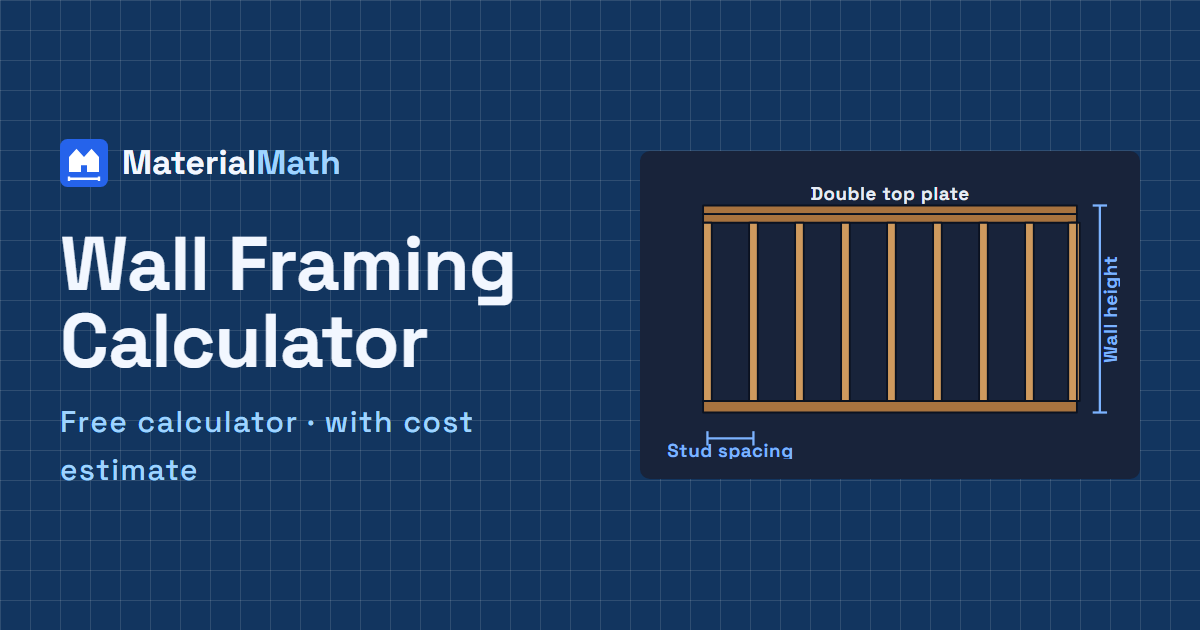 MaterialMath
Wall Framing
Calculator
Free calculator · with cost
estimate
Double top plate
Wall height
Stud spacing